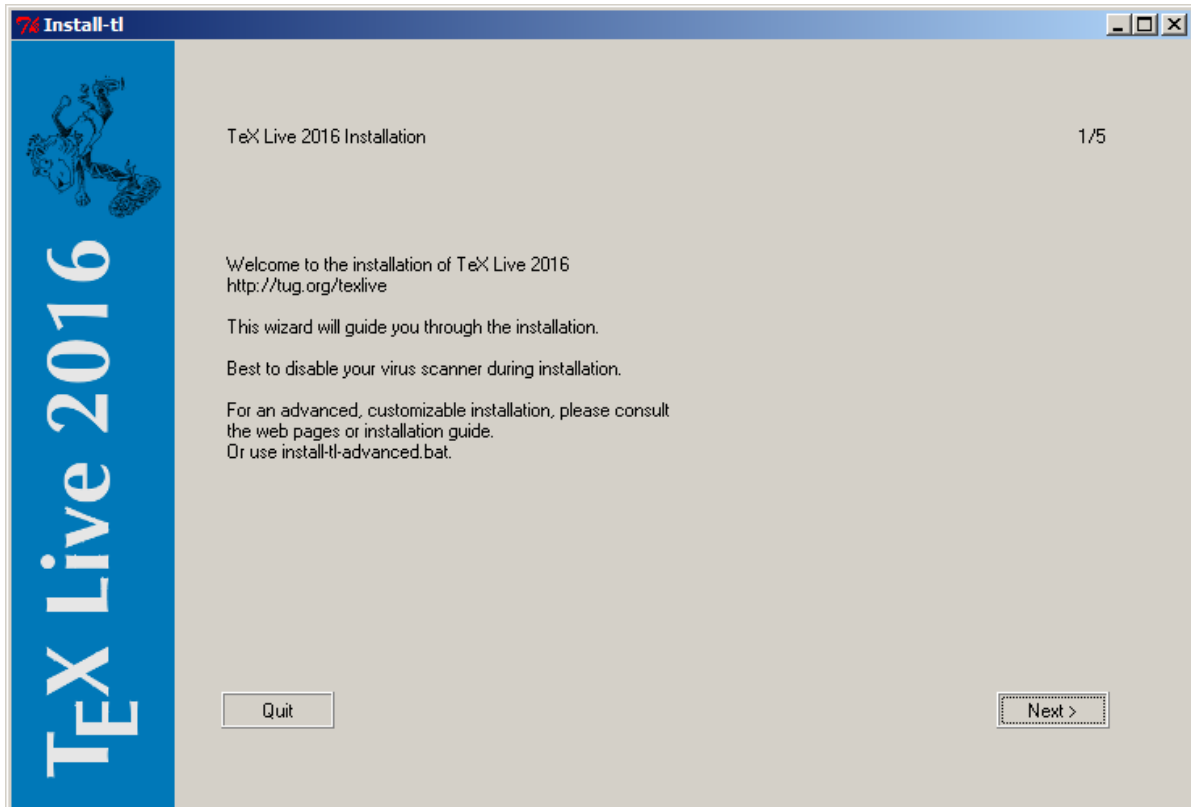 Install-tl
TeX Live 2016
TeX Live 2016 Installation
1/5
Welcome to the installation of TeX Live 2016
http://tug.org/texlive
This wizard will guide you through the installation.
Best to disable your virus scanner during installation.
For an advanced, customizable installation, please consult
the web pages or installation guide.
Or use install-tl-advanced.bat.
Quit
Next >